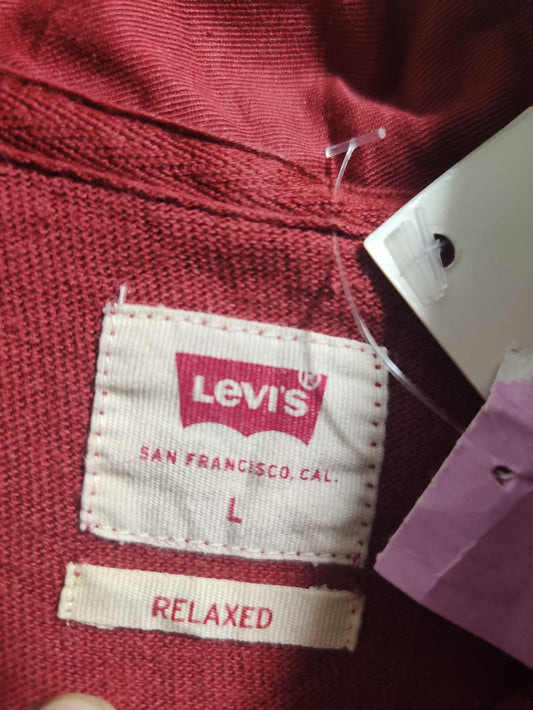 Levi's®
SAN FRANCISCO, CAL.
L
RELAXED